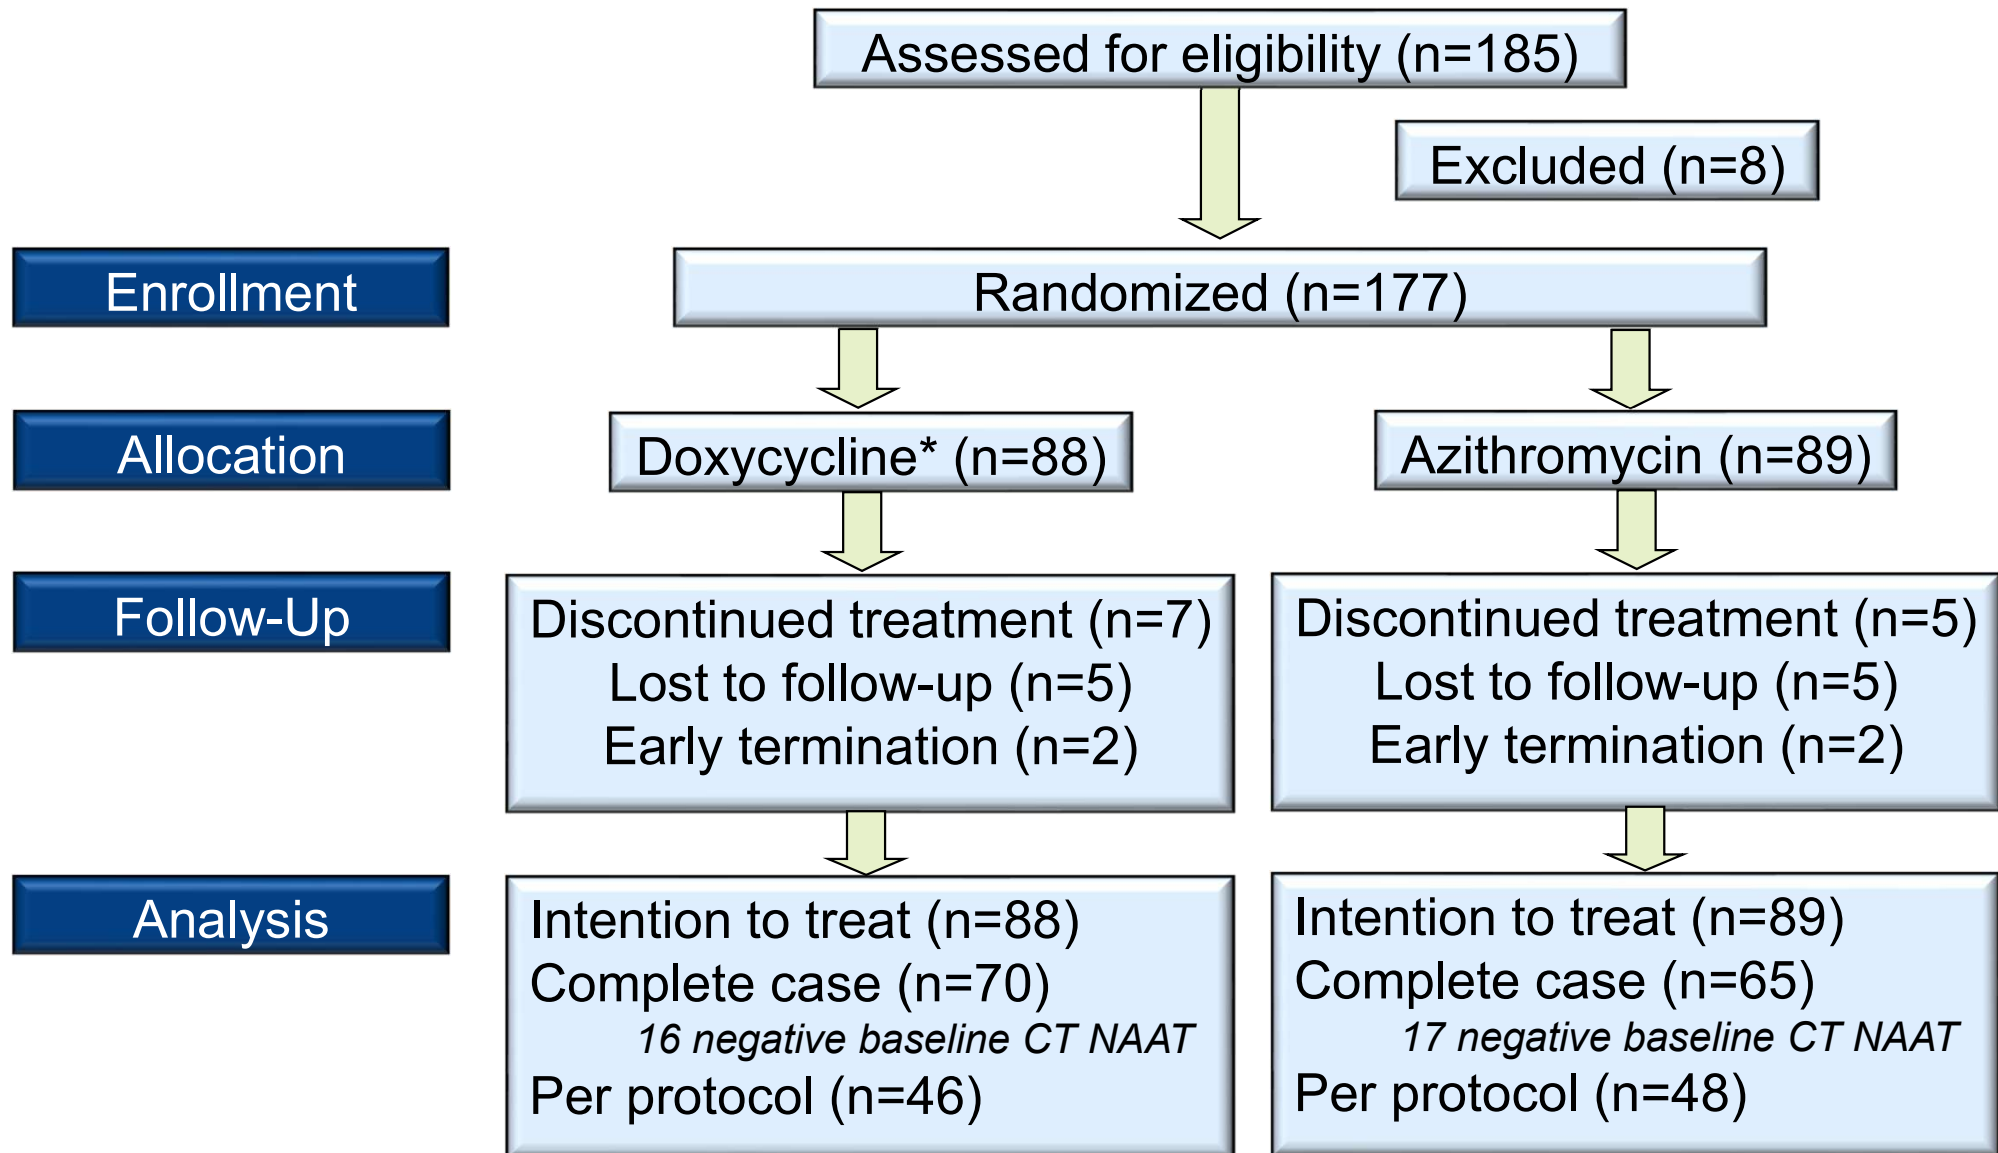 Assessed for eligibility (n=185)
Excluded (n=8)
Enrollment
Randomized (n=177)
Allocation
Doxycycline* (n=88)
Azithromycin (n=89)
Follow-Up
Discontinued treatment (n=7)
Lost to follow-up (n=5)
Early termination (n=2)
Discontinued treatment (n=5)
Lost to follow-up (n=5)
Early termination (n=2)
Analysis
Intention to treat (n=88)
Complete case (n=70)
16 negative baseline CT NAAT
Per protocol (n=46)
Intention to treat (n=89)
Complete case (n=65)
17 negative baseline CT NAAT
Per protocol (n=48)